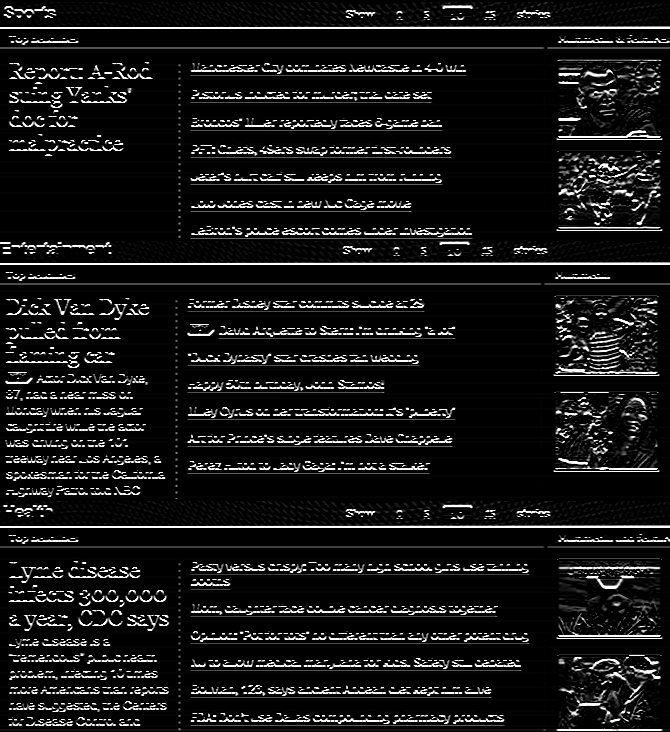 Sports
Show 2 5 10 15 stories
Top headlines
Multimedia & Features
Report: A-Rod
suing Yanks'
doc for
malpractice
Manchester City dominates Newcastle in 4-0 win
Pistorius indicted for murder; trial date set
Broncos' Miller reportedly faces 6-game ban
PFT: Chiefs, 49ers swap former first-rounders
Jeter's hurt calf still keeps him from running
Lolo Jones cast in new Nic Cage movie
LeBron's police escort comes under investigation
Entertainment
Show 2 5 10 15 stories
Top headlines
Multimedia
Dick Van Dyke
pulled from
flaming car
Actor Dick Van Dyke,
87, had a near miss on
Monday when his Jaguar
caught fire while the actor
was driving on the 101
freeway near Los Angeles, a
spokesman for the California
Highway Patrol told NBC
Former Disney star commits suicide at 29
David Arquette to Stern: I'm drinking 'a lot'
'Duck Dynasty' star crashes fan wedding
Happy 50th birthday, John Stamos!
Miley Cyrus on her transformation: It's 'puberty'
Art for Prince's single features Dave Chappelle
Perez Hilton to Lady Gaga: I'm not a stalker
Health
Show 2 5 10 15 stories
Top headlines
Multimedia and features
Lyme disease
infects 300,000
a year, CDC says
Lyme disease is a
"tremendous" public health
problem, infecting 10 times
more Americans than reports
have suggested, the Centers
for Disease Control and
Pasty versus crispy: Too many high school girls use tanning
booths
Mom, daughter face double cancer diagnosis together
Opinion: 'Pot for tots' no different than any other potent drug
NJ to allow medical marijuana for kids. Safety still debated
Bolivian, 123, says ancient Andean diet kept him alive
FDA: Don't use Dallas compounding pharmacy products